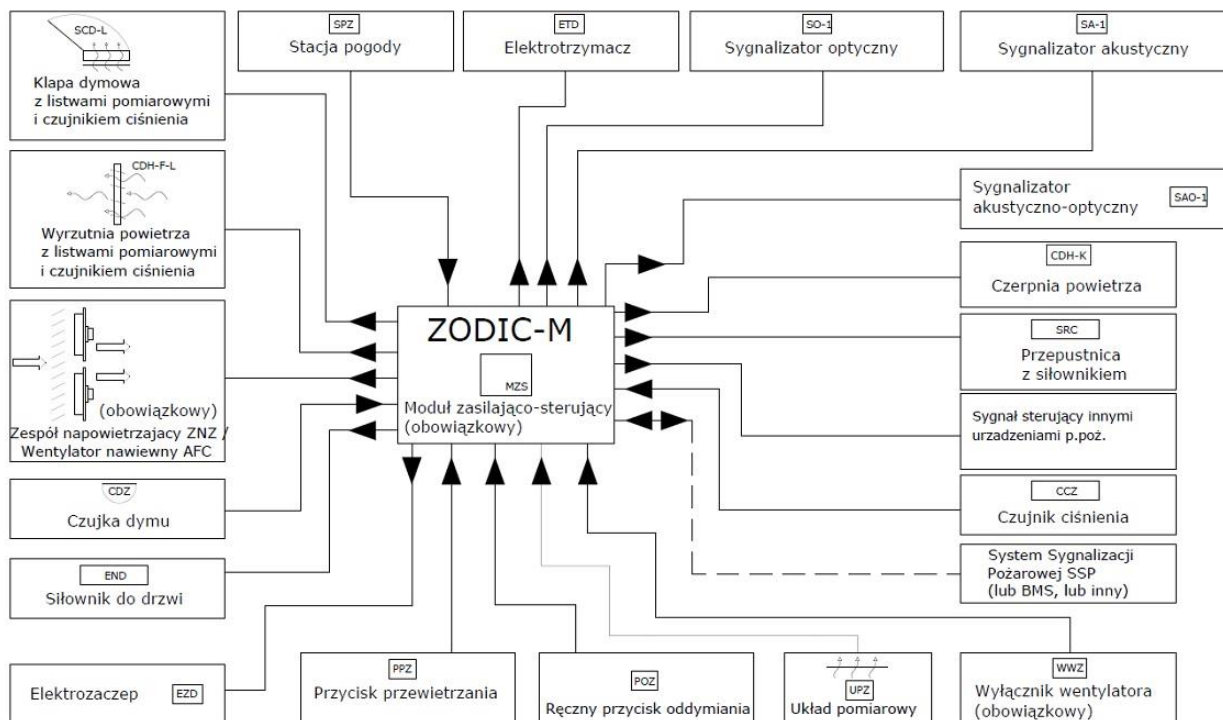 SCD-L
Klapa dymowa
z listwami pomiarowymi
i czujnikiem ciśnienia
SPZ
Stacja pogody
ETD
Elektrotrzymacz
SO-1
Sygnalizator optyczny
SA-1
Sygnalizator akustyczny
CDH-F-L
Wyrzutnia powietrza
z listwami pomiarowymi
i czujnikiem ciśnienia
Sygnalizator
akustyczno-optyczny
SAO-1
CDH-K
Czerpnia powietrza
(obowiązkowy)
Zespół napowietrzajacy ZNZ /
Wentylator nawiewny AFC
ZODIC-M
MZS
Moduł zasilająco-sterujący
(obowiązkowy)
SRC
Przepustnica
z siłownikiem
Sygnał sterujący innymi
urzadzeniami p.poż.
CDZ
Czujka dymu
CCZ
Czujnik ciśnienia
END
Siłownik do drzwi
System Sygnalizacji
Pożarowej SSP
(lub BMS, lub inny)
Elektrozaczep
EZD
PPZ
Przycisk przewietrzania
POZ
Ręczny przycisk oddymiania
UPZ
Układ pomiarowy
WWZ
Wyłącznik wentylatora
(obowiązkowy)